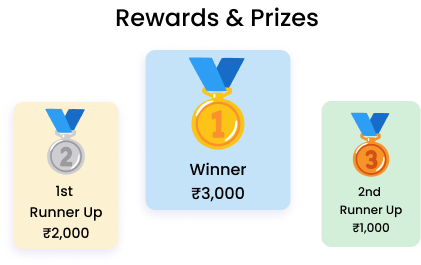 Rewards & Prizes
2
1st
Runner Up
₹2,000
1
Winner
₹3,000
3
2nd
Runner Up
₹1,000